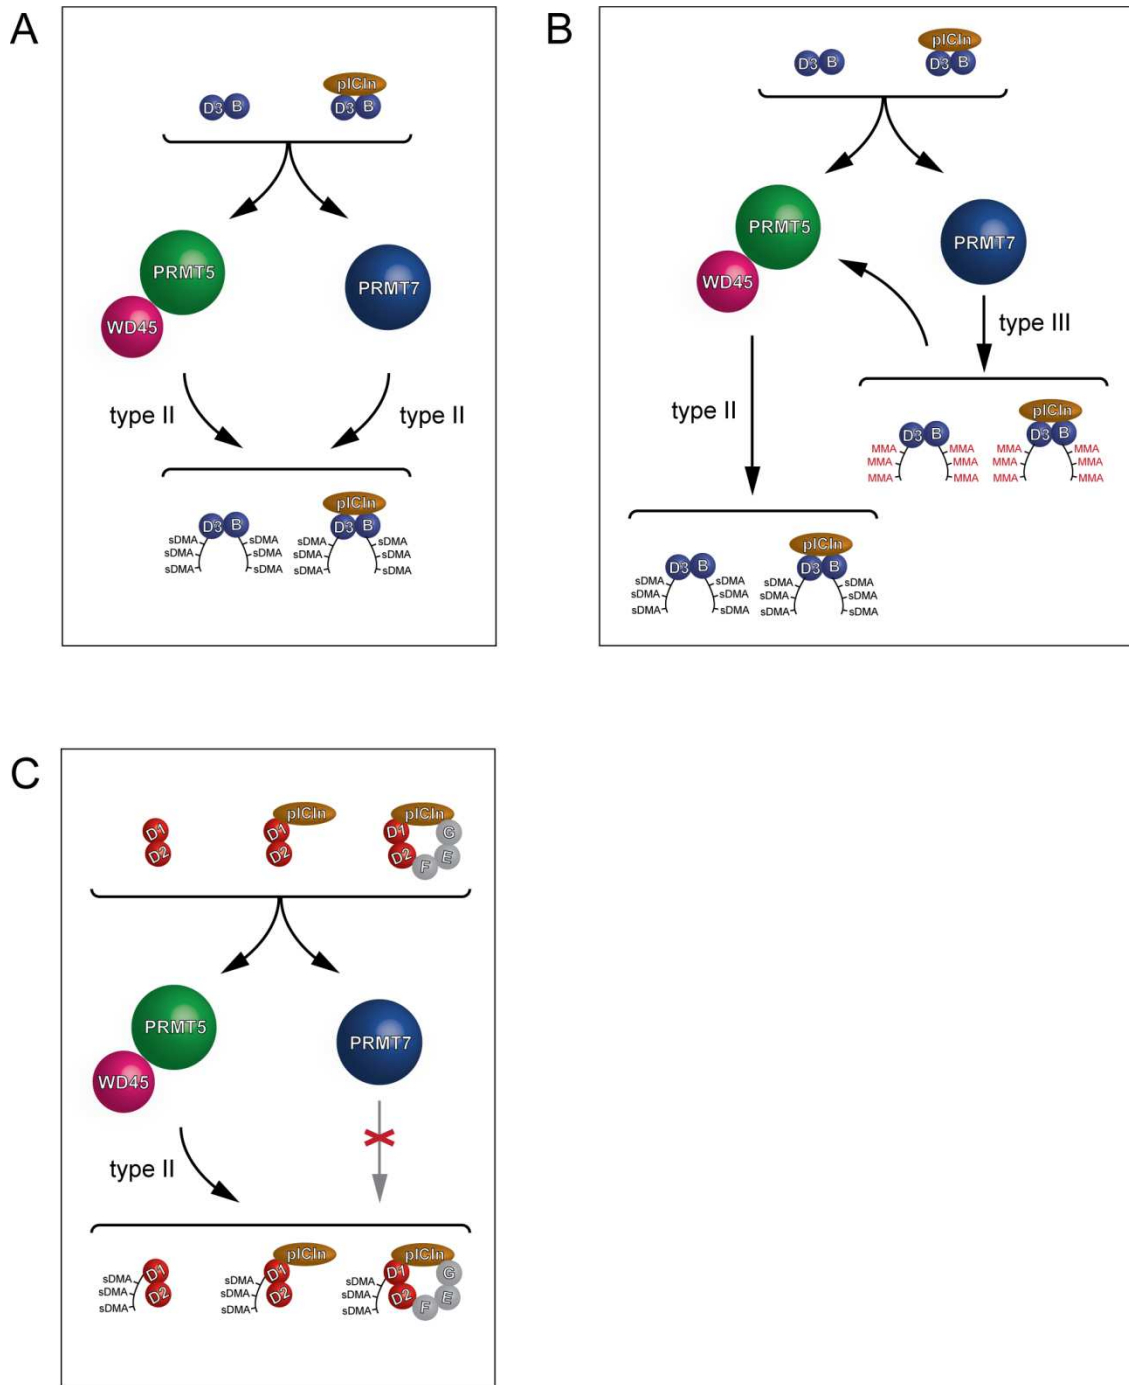 A
pICln
D3 B D3 B
PRMT5
PRMT7
WD45
type II type II
pICln
D3 B D3 B
sDMA sDMA sDMA sDMA
sDMA sDMA sDMA sDMA
sDMA sDMA sDMA sDMA
B
pICln
D3 B D3 B
PRMT5
PRMT7
WD45
type III
type II
pICln
D3 B D3 B
MMA MMA MMA MMA
MMA MMA MMA MMA
MMA MMA MMA MMA
pICln
D3 B D3 B
sDMA sDMA sDMA sDMA
sDMA sDMA sDMA sDMA
sDMA sDMA sDMA sDMA
C
pICln pICln
D1 D1 D1 G
D2 D2 D2 F E
PRMT5
PRMT7
WD45
type II
pICln pICln
D1 D1 D1 G
sDMA sDMA sDMA
sDMA D2 sDMA D2 sDMA D2 F E
sDMA sDMA sDMA